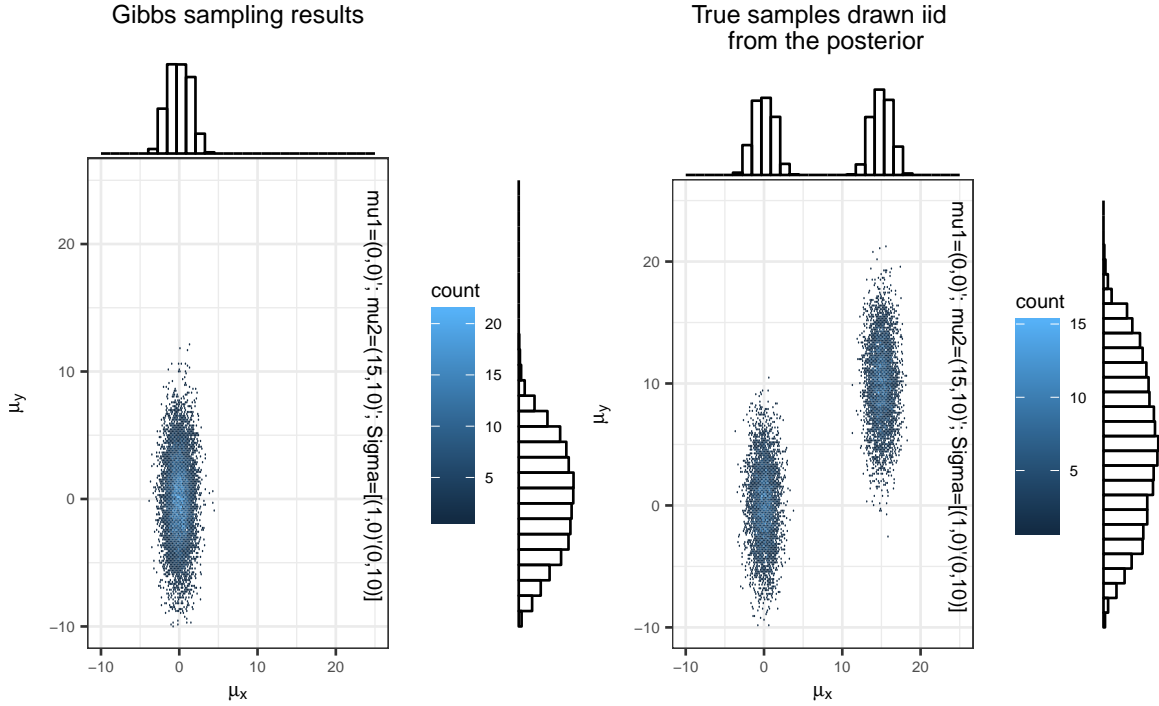 Gibbs sampling results
mu1=(0,0)'; mu2=(15,10)'; Sigma=[(1,0)'(0,10)]
20
10
0
−10
μy
−10 0 10 20
μx
count
20
15
10
5
True samples drawn iid
from the posterior
mu1=(0,0)'; mu2=(15,10)'; Sigma=[(1,0)'(0,10)]
20
10
0
−10
μy
−10 0 10 20
μx
count
15
10
5